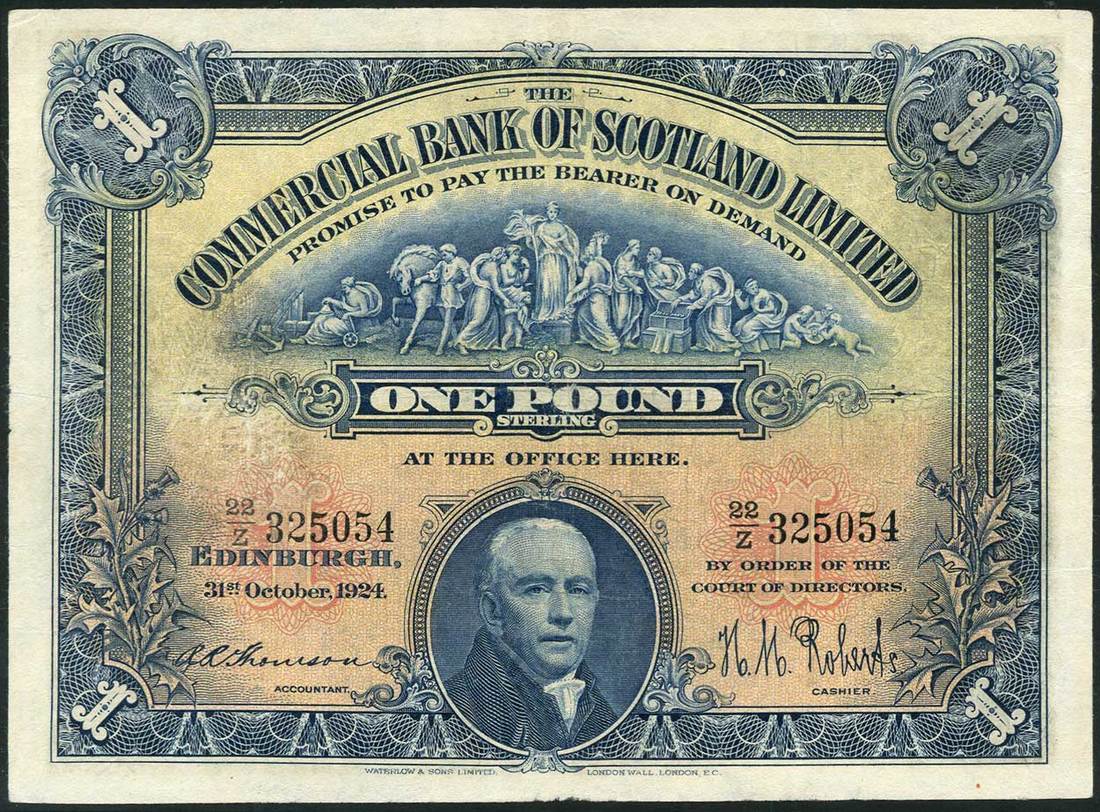 THE
COMMERCIAL BANK OF SCOTLAND LIMITED
PROMISE TO PAY THE BEARER ON DEMAND
ONE POUND
STERLING
AT THE OFFICE HERE.
22/Z 325054
22/Z 325054
EDINBURGH,
31st October, 1924.
BY ORDER OF THE
COURT OF DIRECTORS.
A R Thomson
ACCOUNTANT.
H. M. Roberts
CASHIER
WATERLOW & SONS LIMITED, LONDON WALL, LONDON, E.C.